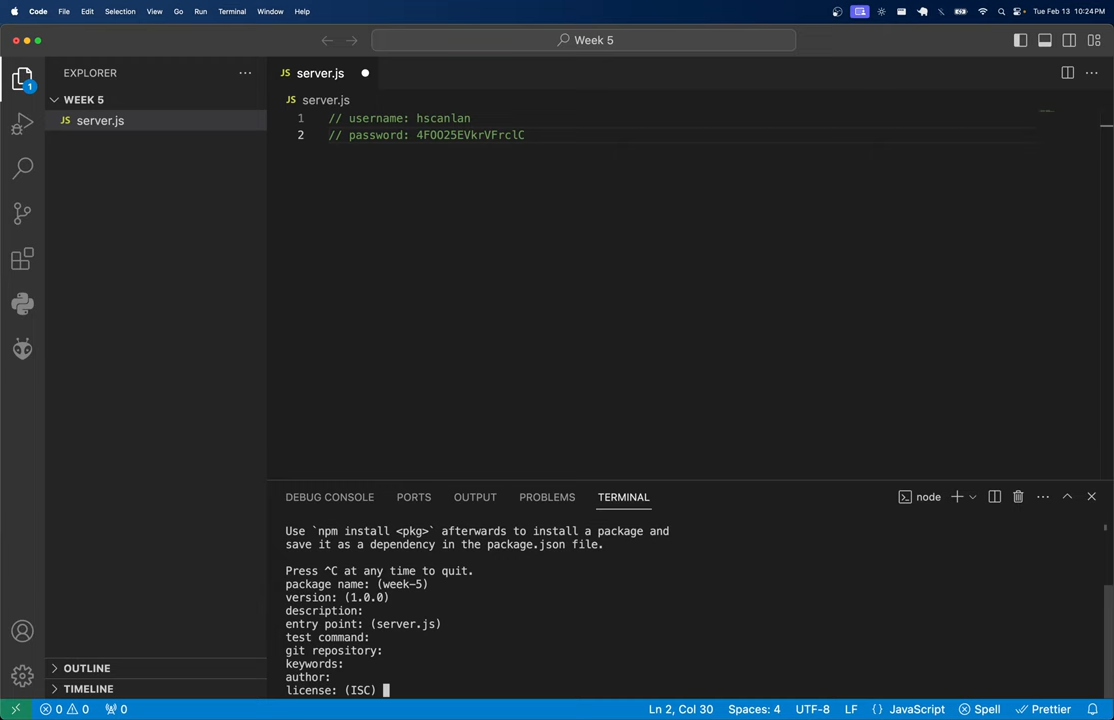 Code File Edit Selection View Go Run Terminal Window Help Tue Feb 13 10:24 PM
Week 5
EXPLORER
JS server.js
WEEK 5
JS server.js
JS server.js
1
1 // username: hscanlan
2 // password: 4FOO25EVkrVFrclC
DEBUG CONSOLE PORTS OUTPUT PROBLEMS TERMINAL node
Use `npm install <pkg>` afterwards to install a package and
save it as a dependency in the package.json file.
Press ^C at any time to quit.
package name: (week-5)
version: (1.0.0)
description:
entry point: (server.js)
test command:
git repository:
keywords:
author:
license: (ISC)
OUTLINE
TIMELINE
0 0 0 Ln 2, Col 30 Spaces: 4 UTF-8 LF {} JavaScript Spell Prettier